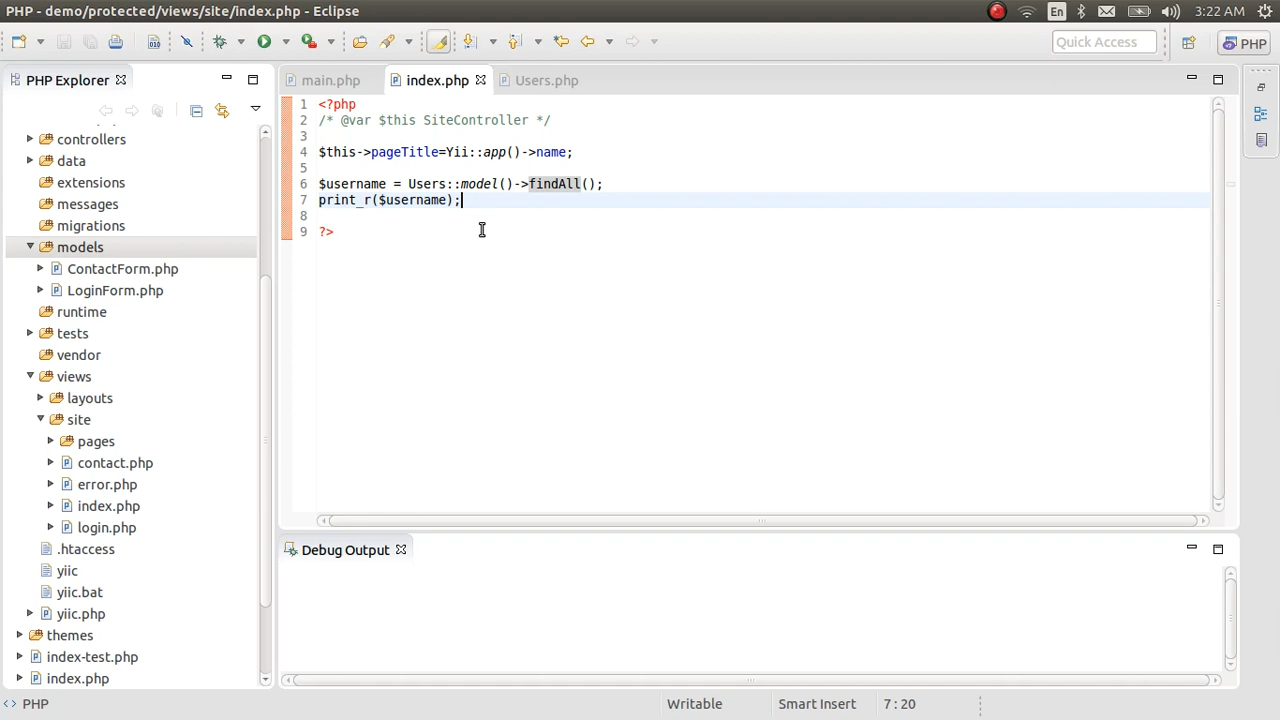 PHP - demo/protected/views/site/index.php - Eclipse
En
3:22 AM
Quick Access
PHP
PHP Explorer
controllers
data
extensions
messages
migrations
models
ContactForm.php
LoginForm.php
runtime
tests
vendor
views
layouts
site
pages
contact.php
error.php
index.php
login.php
.htaccess
yiic
yiic.bat
yiic.php
themes
index-test.php
index.php
main.php
index.php
Users.php
1 <?php
2 /* @var $this SiteController */
3
4 $this->pageTitle=Yii::app()->name;
5
6 $username = Users::model()->findAll();
7 print_r($username);
8
9 ?>
Debug Output
PHP
Writable
Smart Insert
7 : 20